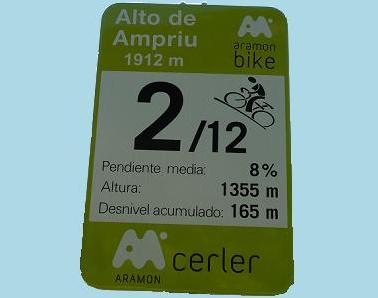 Alto de
Ampriu
1912 m
aramon
bike
2/12
Pendiente media: 8%
Altura: 1355 m
Desnivel acumulado: 165 m
ARAMON cerler